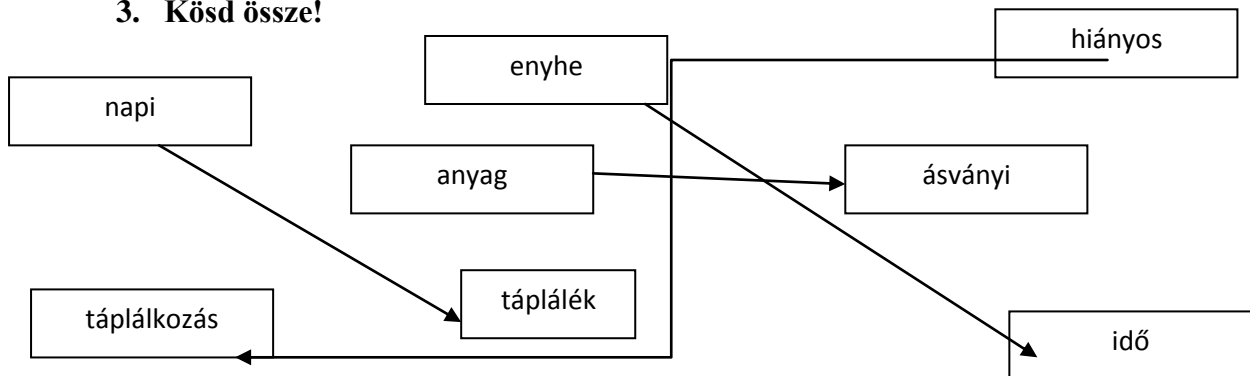 3. Kösd össze!
hiányos
enyhe
napi
anyag
ásványi
táplálék
táplálkozás
idő